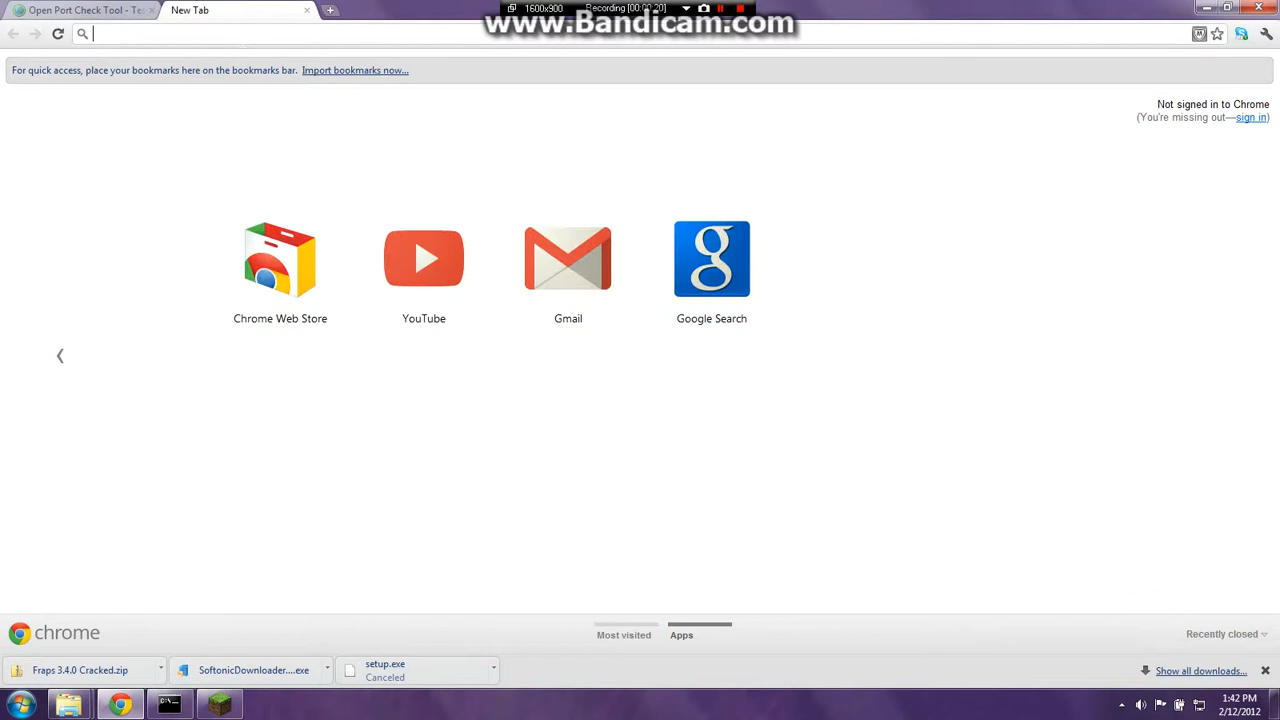 Open Port Check Tool - Te
New Tab
1600x900
Recording [00:00:20]
www.Bandicam.com
For quick access, place your bookmarks here on the bookmarks bar. Import bookmarks now...
Not signed in to Chrome
(You're missing out—sign in)
Chrome Web Store
YouTube
Gmail
Google Search
chrome
Most visited
Apps
Recently closed
Fraps 3.4.0 Cracked.zip
SoftonicDownloader....exe
setup.exe
Canceled
Show all downloads...
1:42 PM
2/12/2012